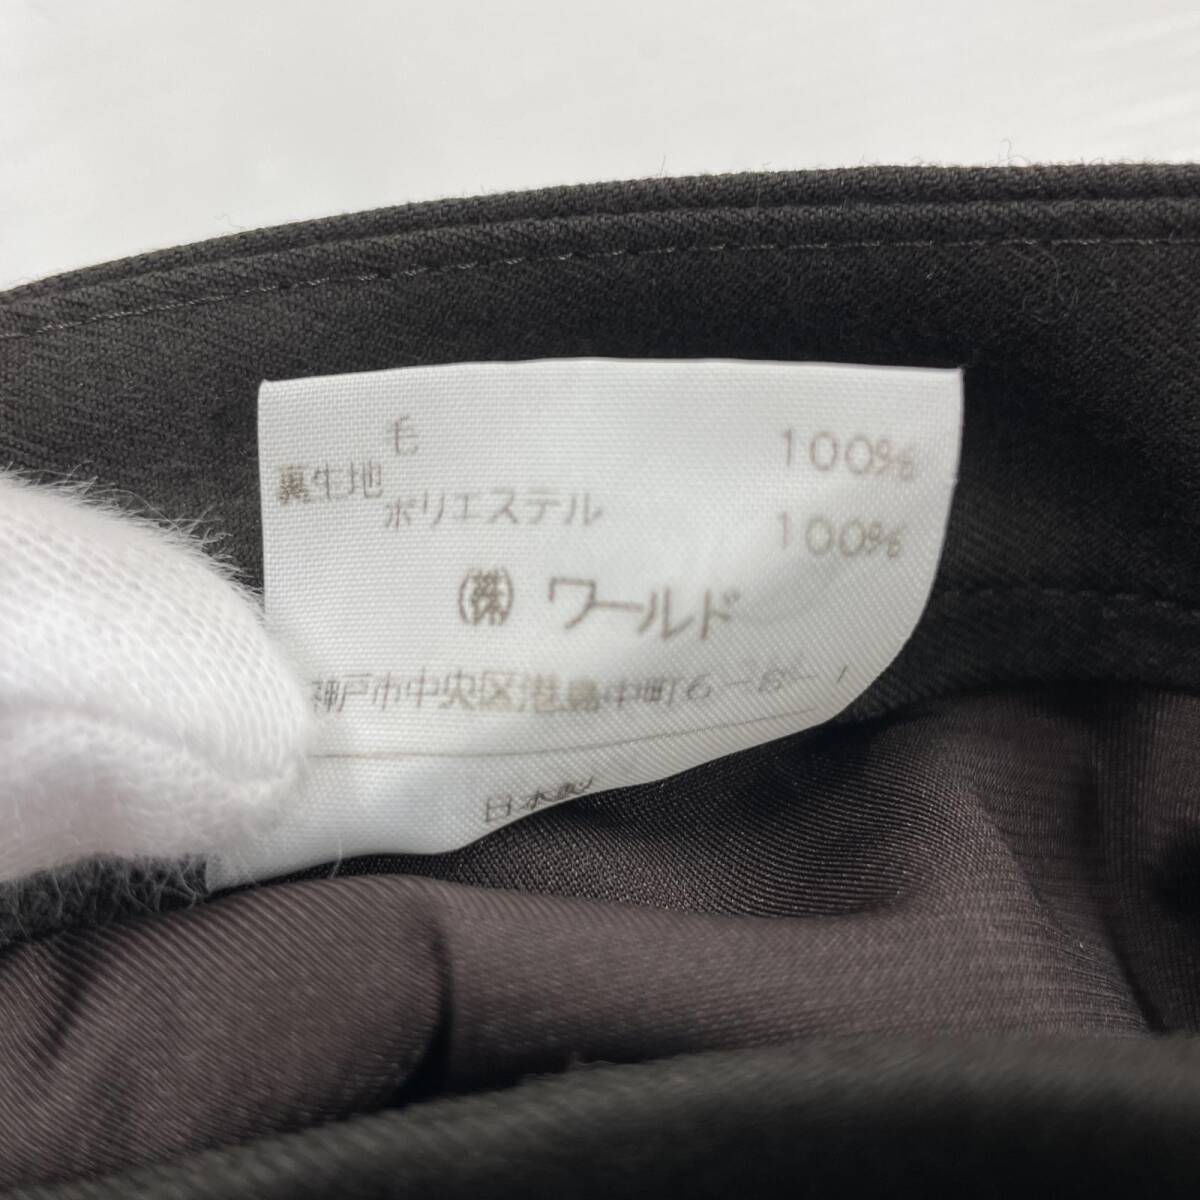 毛 100%
裏生地
ポリエステル 100%
㈱ ワールド
神戸市中央区港島中町6-8-1
日本製